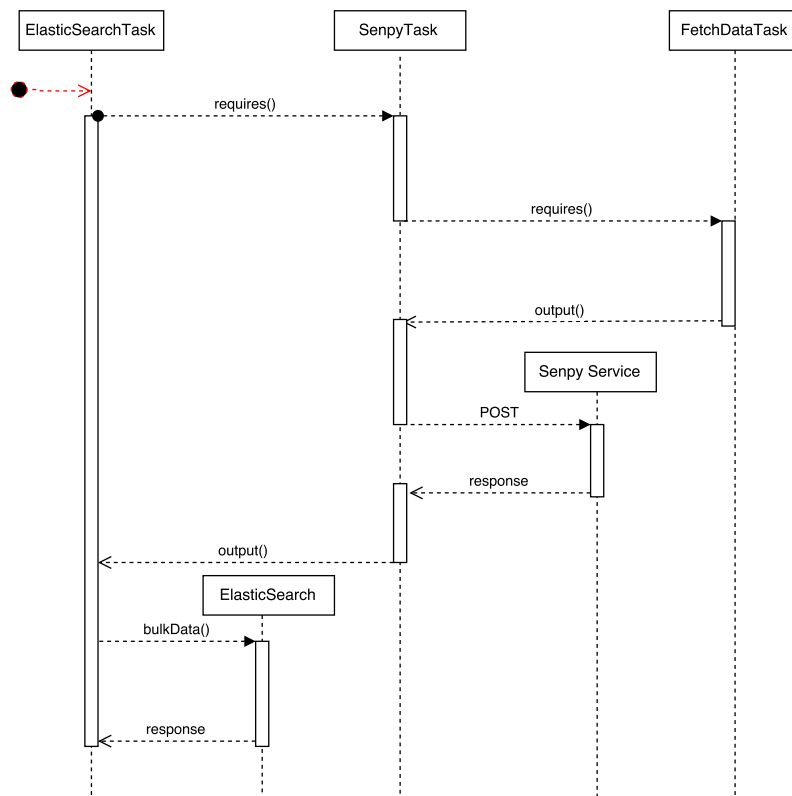 ElasticSearchTask
SenpyTask
FetchDataTask
requires()
requires()
output()
Senpy Service
POST
response
output()
ElasticSearch
bulkData()
response